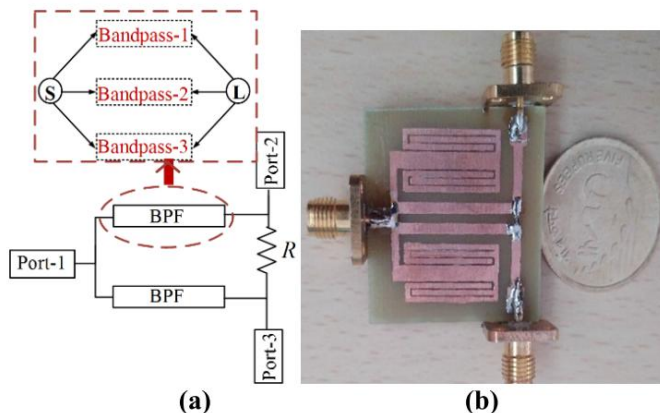 Bandpass-1
S
Bandpass-2
L
Bandpass-3
Port-2
BPF
Port-1
R
BPF
Port-3
(a)
(b)